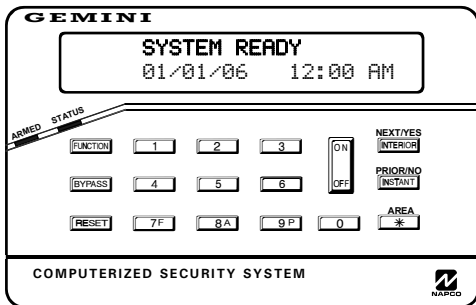 GEMINI
SYSTEM READY
01/01/06 12:00 AM
ARMED STATUS
NEXT/YES
FUNCTION 1 2 3 ON INTERIOR
PRIOR/NO
BYPASS 4 5 6 OFF INSTANT
AREA
RESET 7F 8A 9P 0 *
COMPUTERIZED SECURITY SYSTEM
NAPCO